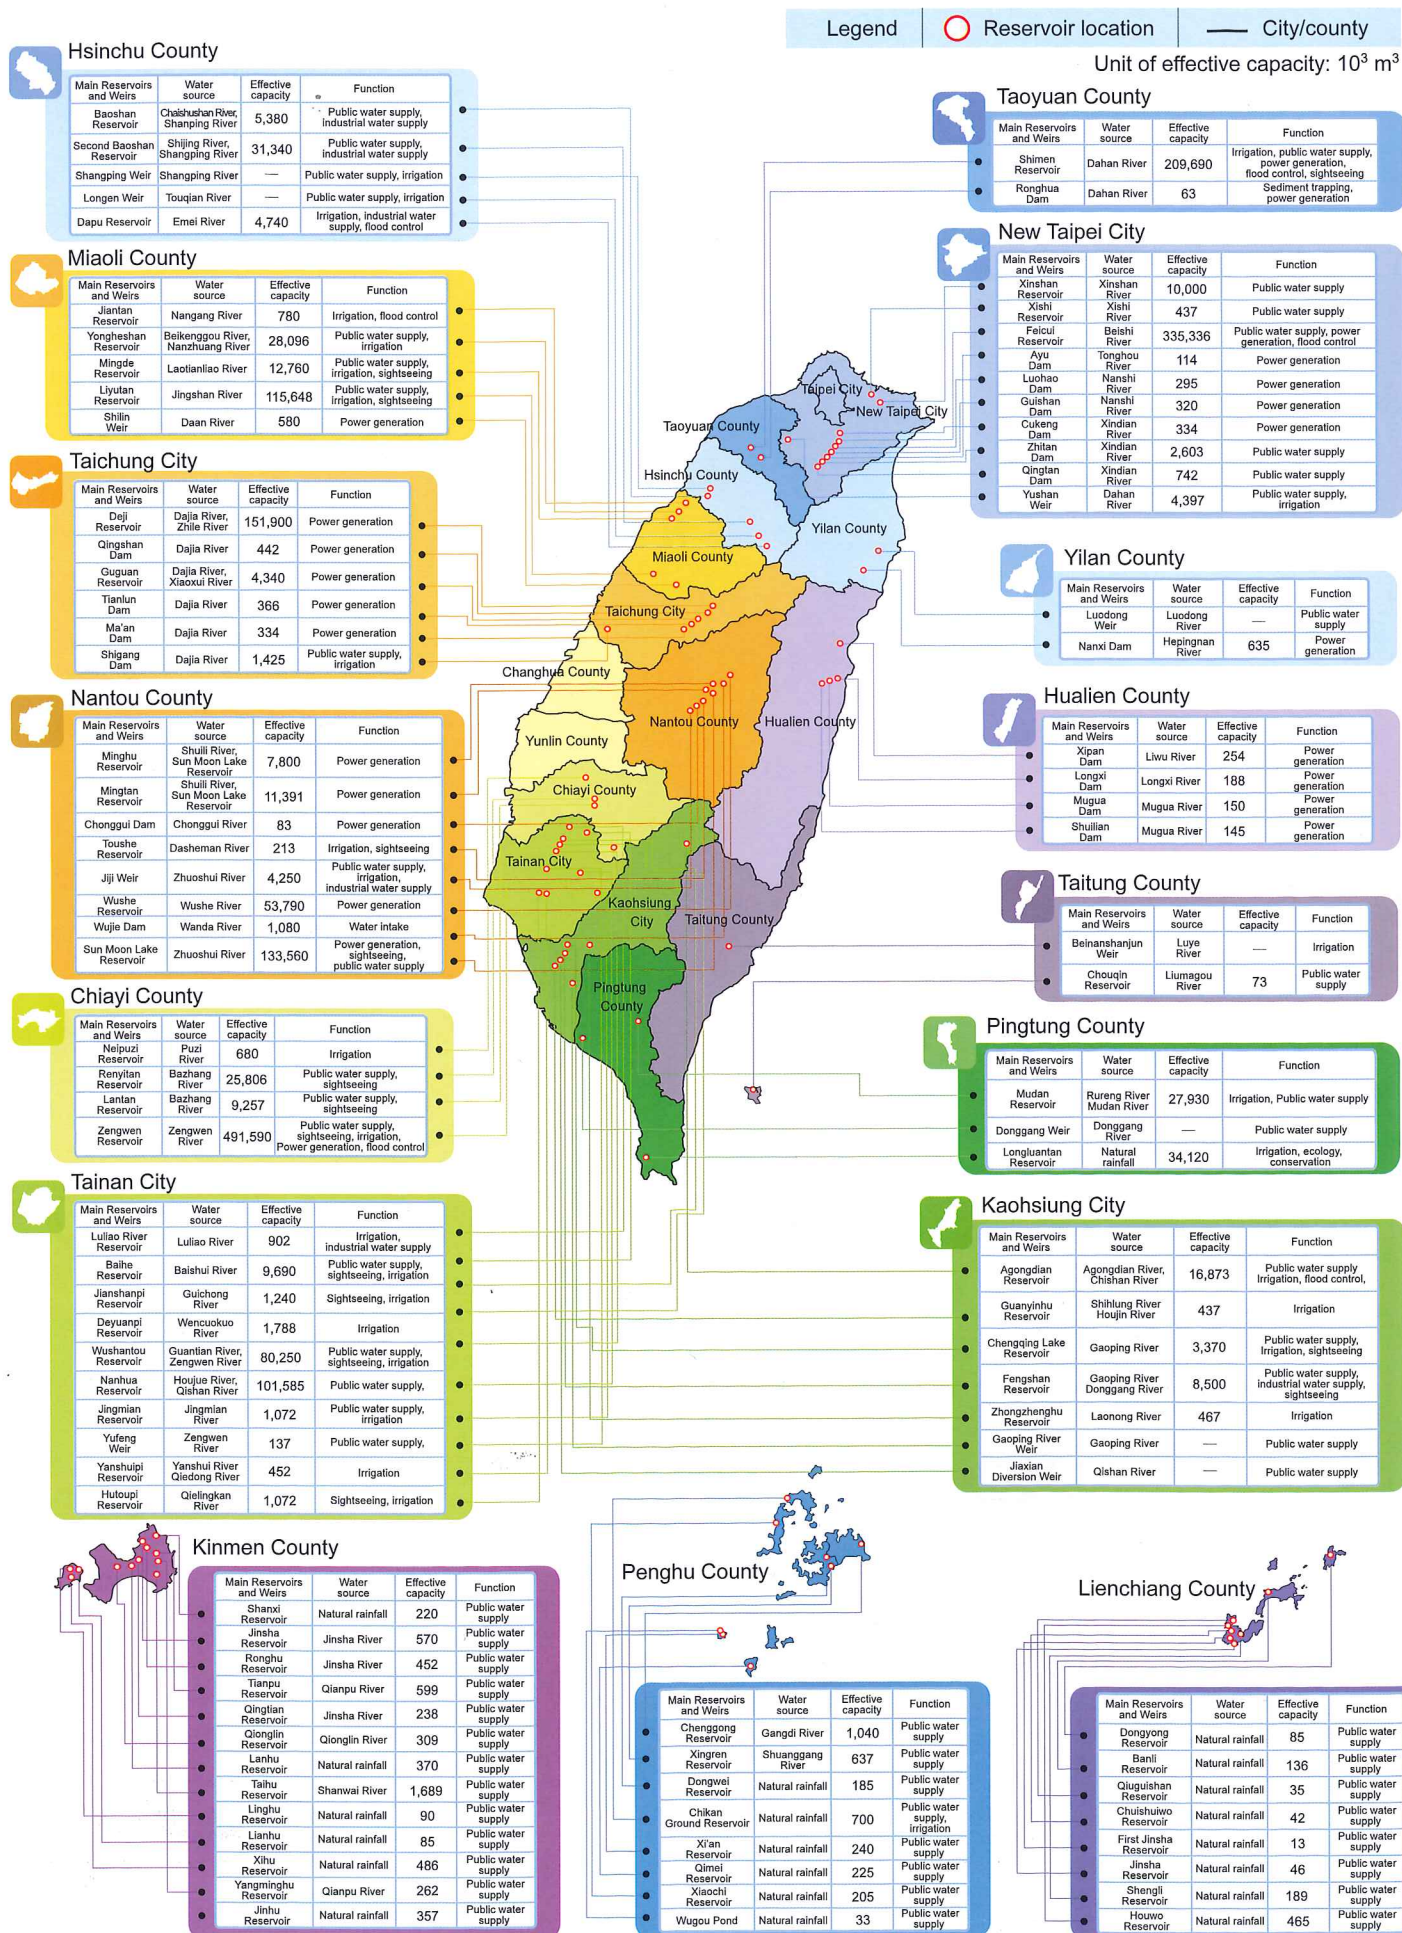 Legend
Reservoir location
City/county
Unit of effective capacity: 10³ m³
Hsinchu County
Main Reservoirs and Weirs | Water source | Effective capacity | Function
Baoshan Reservoir | Chaishushan River, Shanping River | 5,380 | Public water supply, industrial water supply
Second Baoshan Reservoir | Shijing River, Shangping River | 31,340 | Public water supply, industrial water supply
Shangping Weir | Shangping River | — | Public water supply, irrigation
Longen Weir | Touqian River | — | Public water supply, irrigation
Dapu Reservoir | Emei River | 4,740 | Irrigation, industrial water supply, flood control
Miaoli County
Main Reservoirs and Weirs | Water source | Effective capacity | Function
Jiantan Reservoir | Nangang River | 780 | Irrigation, flood control
Yongheshan Reservoir | Beikenggou River, Nanzhuang River | 28,096 | Public water supply, irrigation
Mingde Reservoir | Laotianliao River | 12,760 | Public water supply, irrigation, sightseeing
Liyutan Reservoir | Jingshan River | 115,648 | Public water supply, irrigation, sightseeing
Shilin Weir | Daan River | 580 | Power generation
Taichung City
Main Reservoirs and Weirs | Water source | Effective capacity | Function
Deji Reservoir | Dajia River, Zhile River | 151,900 | Power generation
Qingshan Dam | Dajia River | 442 | Power generation
Guguan Reservoir | Dajia River, Xiaoxui River | 4,340 | Power generation
Tianlun Dam | Dajia River | 366 | Power generation
Ma'an Dam | Dajia River | 334 | Power generation
Shigang Dam | Dajia River | 1,425 | Public water supply, irrigation
Nantou County
Main Reservoirs and Weirs | Water source | Effective capacity | Function
Minghu Reservoir | Shuili River, Sun Moon Lake Reservoir | 7,800 | Power generation
Mingtan Reservoir | Shuili River, Sun Moon Lake Reservoir | 11,391 | Power generation
Chonggui Dam | Chonggui River | 83 | Power generation
Toushe Reservoir | Dasheman River | 213 | Irrigation, sightseeing
Jiji Weir | Zhuoshui River | 4,250 | Public water supply, irrigation, industrial water supply
Wushe Reservoir | Wushe River | 53,790 | Power generation
Wujie Dam | Wanda River | 1,080 | Water intake
Sun Moon Lake Reservoir | Zhuoshui River | 133,560 | Power generation, sightseeing, public water supply
Chiayi County
Main Reservoirs and Weirs | Water source | Effective capacity | Function
Neipuzi Reservoir | Puzi River | 680 | Irrigation
Renyitan Reservoir | Bazhang River | 25,806 | Public water supply, sightseeing
Lantan Reservoir | Bazhang River | 9,257 | Public water supply, sightseeing
Zengwen Reservoir | Zengwen River | 491,590 | Public water supply, sightseeing, irrigation, Power generation, flood control
Tainan City
Main Reservoirs and Weirs | Water source | Effective capacity | Function
Luliao River Reservoir | Luliao River | 902 | Irrigation, industrial water supply
Baihe Reservoir | Baishui River | 9,690 | Public water supply, sightseeing, irrigation
Jianshanpi Reservoir | Guichong River | 1,240 | Sightseeing, irrigation
Deyuanpi Reservoir | Wencuokuo River | 1,788 | Irrigation
Wushantou Reservoir | Guantian River, Zengwen River | 80,250 | Public water supply, sightseeing, irrigation
Nanhua Reservoir | Houjue River, Qishan River | 101,585 | Public water supply,
Jingmian Reservoir | Jingmian River | 1,072 | Public water supply, irrigation
Yufeng Weir | Zengwen River | 137 | Public water supply,
Yanshuipi Reservoir | Yanshui River Qiedong River | 452 | Irrigation
Hutoupi Reservoir | Qielingkan River | 1,072 | Sightseeing, irrigation
Taoyuan County
Main Reservoirs and Weirs | Water source | Effective capacity | Function
Shimen Reservoir | Dahan River | 209,690 | Irrigation, public water supply, power generation, flood control, sightseeing
Ronghua Dam | Dahan River | 63 | Sediment trapping, power generation
New Taipei City
Main Reservoirs and Weirs | Water source | Effective capacity | Function
Xinshan Reservoir | Xinshan River | 10,000 | Public water supply
Xishi Reservoir | Xishi River | 437 | Public water supply
Feicui Reservoir | Beishi River | 335,336 | Public water supply, power generation, flood control
Ayu Dam | Tonghou River | 114 | Power generation
Luohao Dam | Nanshi River | 295 | Power generation
Guishan Dam | Nanshi River | 320 | Power generation
Cukeng Dam | Xindian River | 334 | Power generation
Zhitan Dam | Xindian River | 2,603 | Public water supply
Qingtan Dam | Xindian River | 742 | Public water supply
Yushan Weir | Dahan River | 4,397 | Public water supply, irrigation
Yilan County
Main Reservoirs and Weirs | Water source | Effective capacity | Function
Luodong Weir | Luodong River | — | Public water supply
Nanxi Dam | Hepingnan River | 635 | Power generation
Hualien County
Main Reservoirs and Weirs | Water source | Effective capacity | Function
Xipan Dam | Liwu River | 254 | Power generation
Longxi Dam | Longxi River | 188 | Power generation
Mugua Dam | Mugua River | 150 | Power generation
Shuilian Dam | Mugua River | 145 | Power generation
Taitung County
Main Reservoirs and Weirs | Water source | Effective capacity | Function
Beinanshanjun Weir | Luye River | — | Irrigation
Chouqin Reservoir | Liumagou River | 73 | Public water supply
Pingtung County
Main Reservoirs and Weirs | Water source | Effective capacity | Function
Mudan Reservoir | Rureng River Mudan River | 27,930 | Irrigation, Public water supply
Donggang Weir | Donggang River | — | Public water supply
Longluantan Reservoir | Natural rainfall | 34,120 | Irrigation, ecology, conservation
Kaohsiung City
Main Reservoirs and Weirs | Water source | Effective capacity | Function
Agongdian Reservoir | Agongdian River, Chishan River | 16,873 | Public water supply Irrigation, flood control,
Guanyinhu Reservoir | Shihlung River Houjin River | 437 | Irrigation
Chengqing Lake Reservoir | Gaoping River | 3,370 | Public water supply, Irrigation, sightseeing
Fengshan Reservoir | Gaoping River Donggang River | 8,500 | Public water supply, industrial water supply, sightseeing
Zhongzhenghu Reservoir | Laonong River | 467 | Irrigation
Gaoping River Weir | Gaoping River | — | Public water supply
Jiaxian Diversion Weir | Qishan River | — | Public water supply
Taipei City
New Taipei City
Taoyuan County
Hsinchu County
Yilan County
Miaoli County
Taichung City
Changhua County
Nantou County
Hualien County
Yunlin County
Chiayi County
Tainan City
Kaohsiung City
Taitung County
Pingtung County
Kinmen County
Main Reservoirs and Weirs | Water source | Effective capacity | Function
Shanxi Reservoir | Natural rainfall | 220 | Public water supply
Jinsha Reservoir | Jinsha River | 570 | Public water supply
Ronghu Reservoir | Jinsha River | 452 | Public water supply
Tianpu Reservoir | Qianpu River | 599 | Public water supply
Qingtian Reservoir | Jinsha River | 238 | Public water supply
Qionglin Reservoir | Qionglin River | 309 | Public water supply
Lanhu Reservoir | Natural rainfall | 370 | Public water supply
Taihu Reservoir | Shanwai River | 1,689 | Public water supply
Linghu Reservoir | Natural rainfall | 90 | Public water supply
Lianhu Reservoir | Natural rainfall | 85 | Public water supply
Xihu Reservoir | Natural rainfall | 486 | Public water supply
Yangminghu Reservoir | Qianpu River | 262 | Public water supply
Jinhu Reservoir | Natural rainfall | 357 | Public water supply
Penghu County
Main Reservoirs and Weirs | Water source | Effective capacity | Function
Chenggong Reservoir | Gangdi River | 1,040 | Public water supply
Xingren Reservoir | Shuanggang River | 637 | Public water supply
Dongwei Reservoir | Natural rainfall | 185 | Public water supply
Chikan Ground Reservoir | Natural rainfall | 700 | Public water supply, irrigation
Xi'an Reservoir | Natural rainfall | 240 | Public water supply
Qimei Reservoir | Natural rainfall | 225 | Public water supply
Xiaochi Reservoir | Natural rainfall | 205 | Public water supply
Wugou Pond | Natural rainfall | 33 | Public water supply
Lienchiang County
Main Reservoirs and Weirs | Water source | Effective capacity | Function
Dongyong Reservoir | Natural rainfall | 85 | Public water supply
Banli Reservoir | Natural rainfall | 136 | Public water supply
Qiuguishan Reservoir | Natural rainfall | 35 | Public water supply
Chuishuiwo Reservoir | Natural rainfall | 42 | Public water supply
First Jinsha Reservoir | Natural rainfall | 13 | Public water supply
Jinsha Reservoir | Natural rainfall | 46 | Public water supply
Shengli Reservoir | Natural rainfall | 189 | Public water supply
Houwo Reservoir | Natural rainfall | 465 | Public water supply